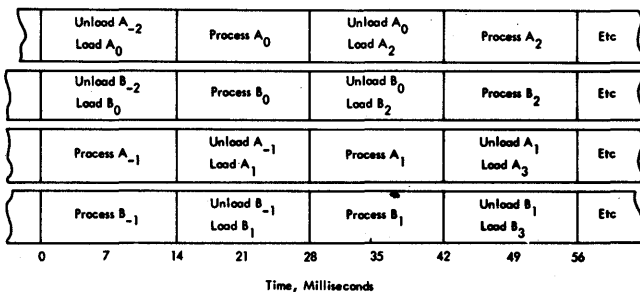 Unload A-2 Unload A0
Load A0 Process A0 Load A2 Process A2 Etc
Unload B-2 Unload B0
Load B0 Process B0 Load B2 Process B2 Etc
Process A-1 Unload A-1 Process A1 Unload A1 Etc
Load A1 Load A3
Process B-1 Unload B-1 Process B1 Unload B1 Etc
Load B1 Load B3
0 7 14 21 28 35 42 49 56
Time, Milliseconds